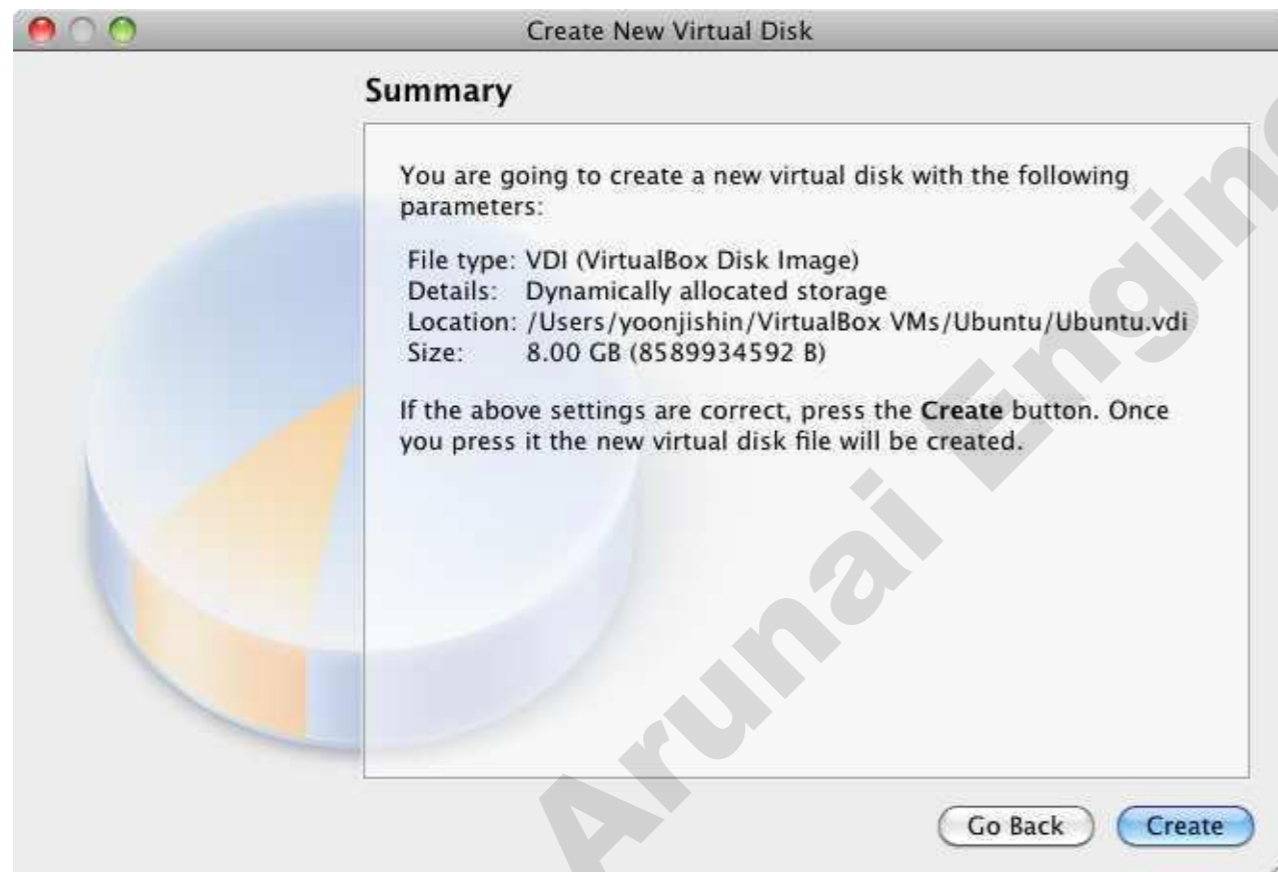 Create New Virtual Disk
Summary
You are going to create a new virtual disk with the following
parameters:
File type: VDI (VirtualBox Disk Image)
Details: Dynamically allocated storage
Location: /Users/yoonjishin/VirtualBox VMs/Ubuntu/Ubuntu.vdi
Size: 8.00 GB (8589934592 B)
If the above settings are correct, press the Create button. Once
you press it the new virtual disk file will be created.
Go Back
Create
Arunai